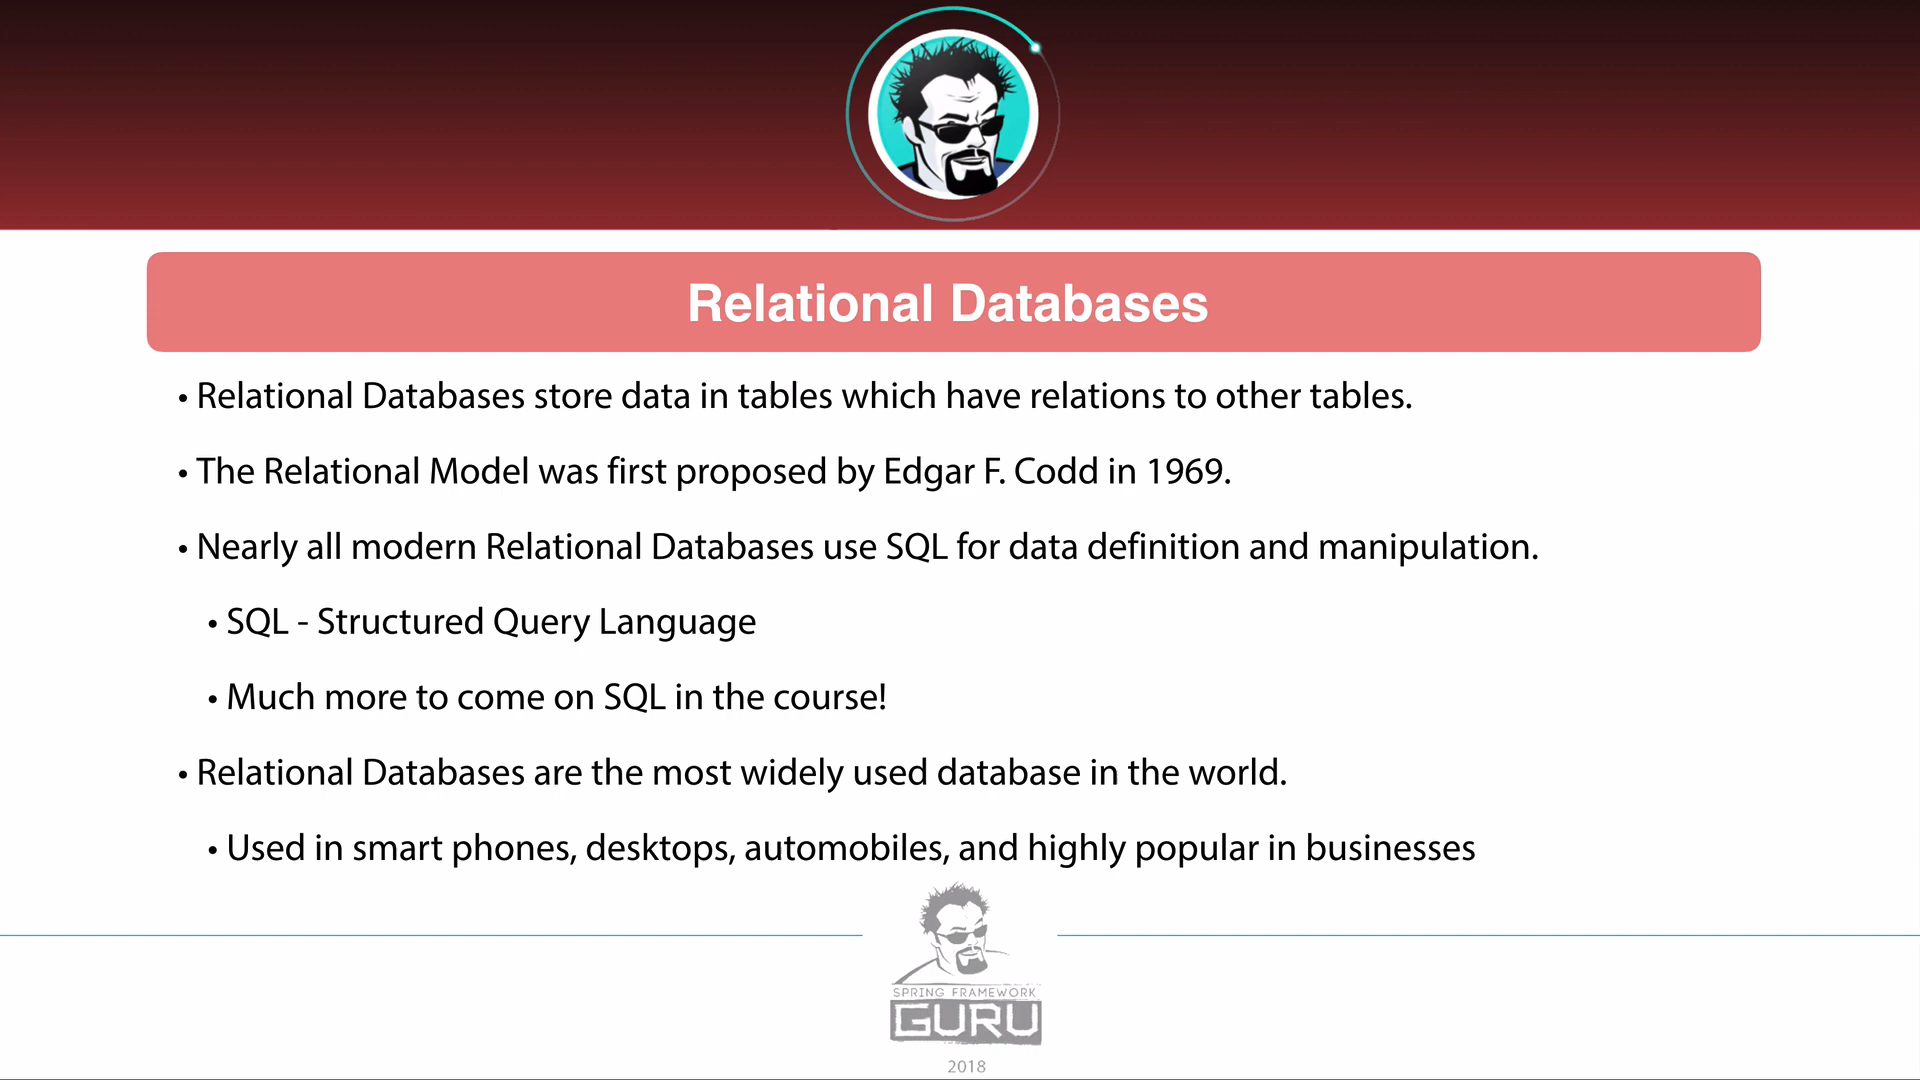 Relational Databases
• Relational Databases store data in tables which have relations to other tables.
• The Relational Model was first proposed by Edgar F. Codd in 1969.
• Nearly all modern Relational Databases use SQL for data definition and manipulation.
• SQL - Structured Query Language
• Much more to come on SQL in the course!
• Relational Databases are the most widely used database in the world.
• Used in smart phones, desktops, automobiles, and highly popular in businesses
SPRING FRAMEWORK
GURU
2018